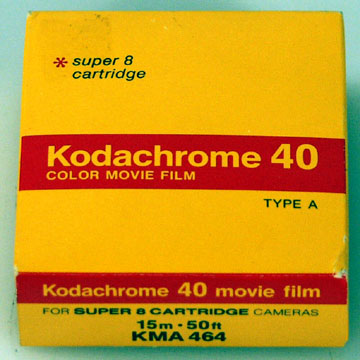 * super 8
cartridge
Kodachrome 40
COLOR MOVIE FILM
TYPE A
Kodachrome 40 movie film
FOR SUPER 8 CARTRIDGE CAMERAS
15m · 50ft
KMA 464